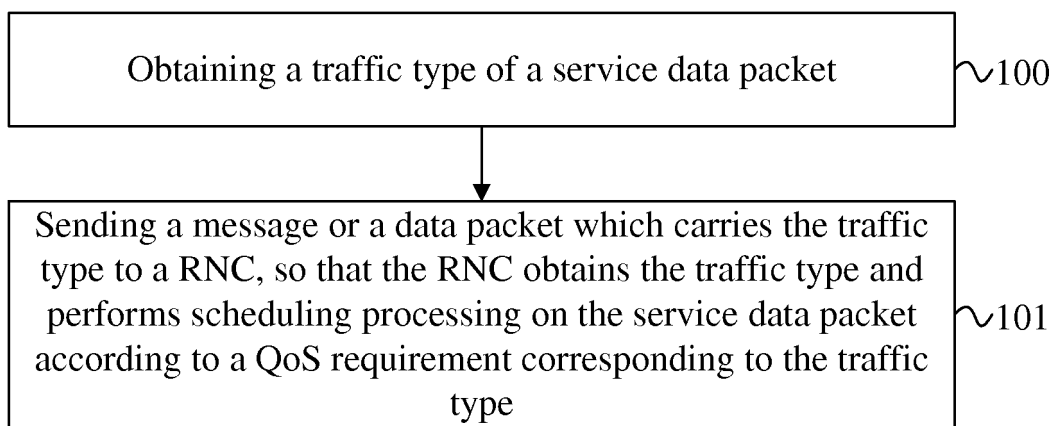 Obtaining a traffic type of a service data packet
100
Sending a message or a data packet which carries the traffic
type to a RNC, so that the RNC obtains the traffic type and
performs scheduling processing on the service data packet
according to a QoS requirement corresponding to the traffic
type
101